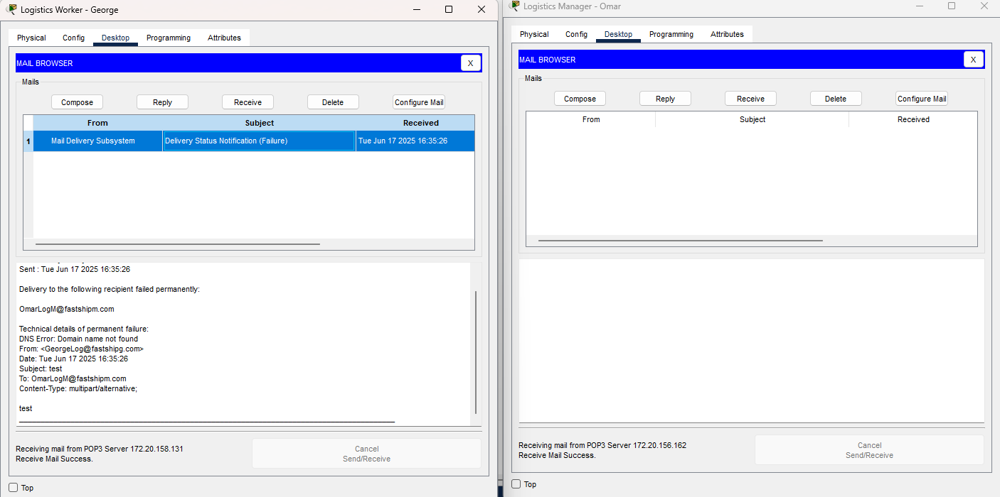 Logistics Worker - George
Physical Config Desktop Programming Attributes
MAIL BROWSER X
Mails
Compose Reply Receive Delete Configure Mail
From Subject Received
1 Mail Delivery Subsystem Delivery Status Notification (Failure) Tue Jun 17 2025 16:35:26
Sent : Tue Jun 17 2025 16:35:26
Delivery to the following recipient failed permanently:
OmarLogM@fastshipm.com
Technical details of permanent failure:
DNS Error: Domain name not found
From: <GeorgeLog@fastshipg.com>
Date: Tue Jun 17 2025 16:35:26
Subject: test
To: OmarLogM@fastshipm.com
Content-Type: multipart/alternative;
test
Receiving mail from POP3 Server 172.20.158.131
Receive Mail Success.
Cancel
Send/Receive
Top
Logistics Manager - Omar
Physical Config Desktop Programming Attributes
MAIL BROWSER X
Mails
Compose Reply Receive Delete Configure Mail
From Subject Received
Receiving mail from POP3 Server 172.20.156.162
Receive Mail Success.
Cancel
Send/Receive
Top